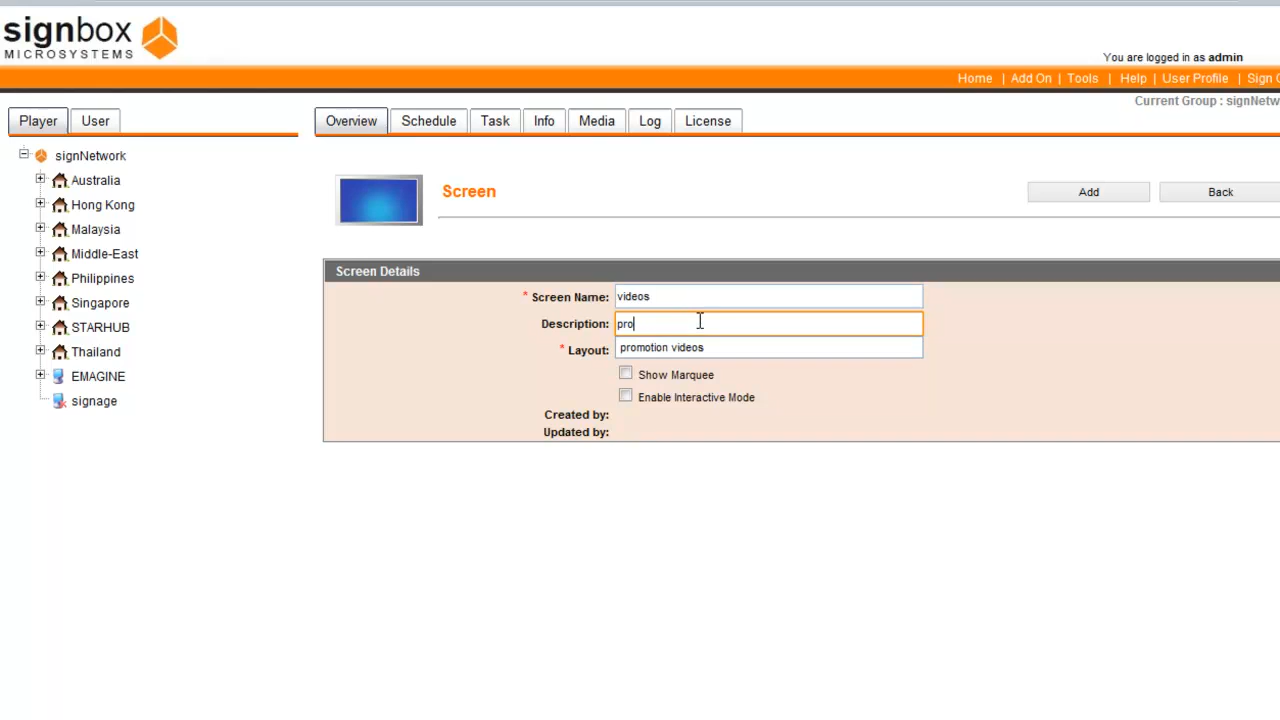 signbox
MICROSYSTEMS
You are logged in as admin
Home | Add On | Tools | Help | User Profile | Sign
Current Group : signNetw
Player User
Overview Schedule Task Info Media Log License
signNetwork
Australia
Hong Kong
Malaysia
Middle-East
Philippines
Singapore
STARHUB
Thailand
EMAGINE
signage
Screen
Add Back
Screen Details
* Screen Name: videos
Description: pro
* Layout: promotion videos
Show Marquee
Enable Interactive Mode
Created by:
Updated by: